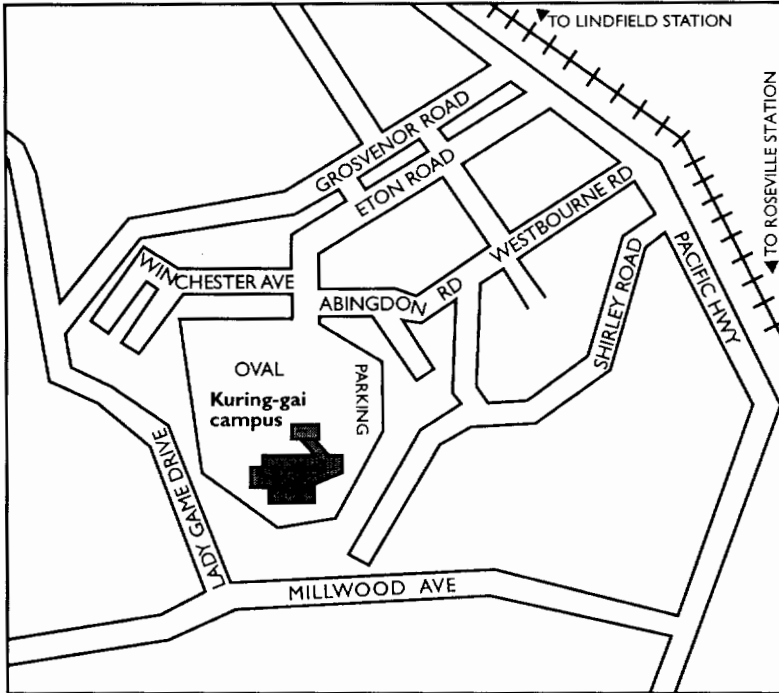 TO LINDFIELD STATION
TO ROSEVILLE STATION
GROSVENOR ROAD
ETON ROAD
WESTBOURNE RD
WINCHESTER AVE
ABINGDON RD
SHIRLEY ROAD
PACIFIC HWY
OVAL
PARKING
Kuring-gai
campus
LADY GAME DRIVE
MILLWOOD AVE